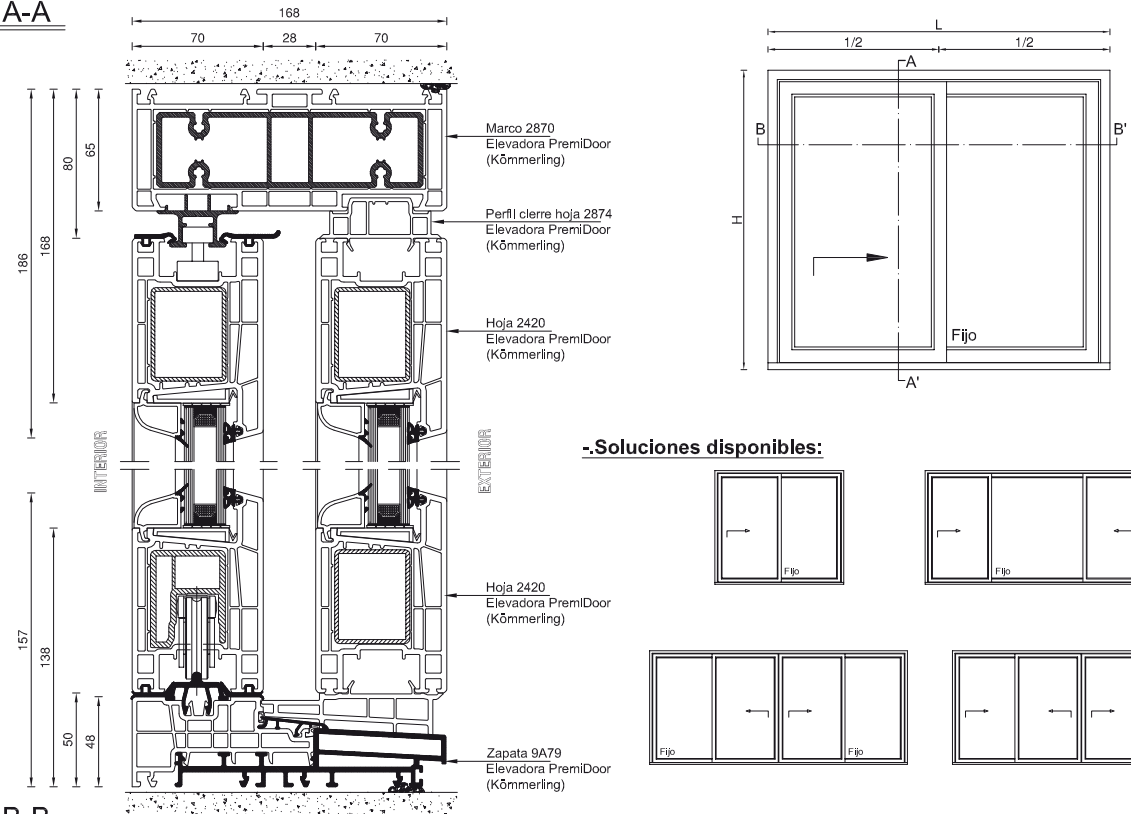 A-A
168
70 28 70
Marco 2870
Elevadora PremiDoor
(Kömmerling)
Perfil cierre hoja 2874
Elevadora PremiDoor
(Kömmerling)
Hoja 2420
Elevadora PremiDoor
(Kömmerling)
186
168
80
65
INTERIOR
EXTERIOR
Hoja 2420
Elevadora PremiDoor
(Kömmerling)
157
138
50
48
Zapata 9A79
Elevadora PremiDoor
(Kömmerling)
L
1/2 1/2
A
B B'
H
Fijo
A'
-.Soluciones disponibles:
Fijo
Fijo
Fijo Fijo